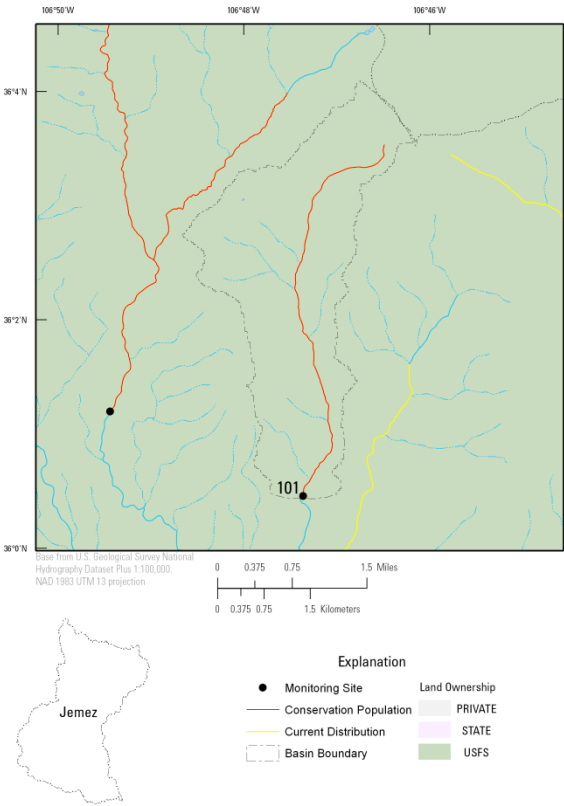 106°50'W 106°48'W 106°46'W
36°4'N
36°2'N
101
36°0'N
Base from U.S. Geological Survey National
Hydrography Dataset Plus 1:100,000.
NAD 1983 UTM 13 projection
0 0.375 0.75 1.5 Miles
0 0.375 0.75 1.5 Kilometers
Jemez
Explanation
Monitoring Site Land Ownership
Conservation Population PRIVATE
Current Distribution STATE
Basin Boundary USFS